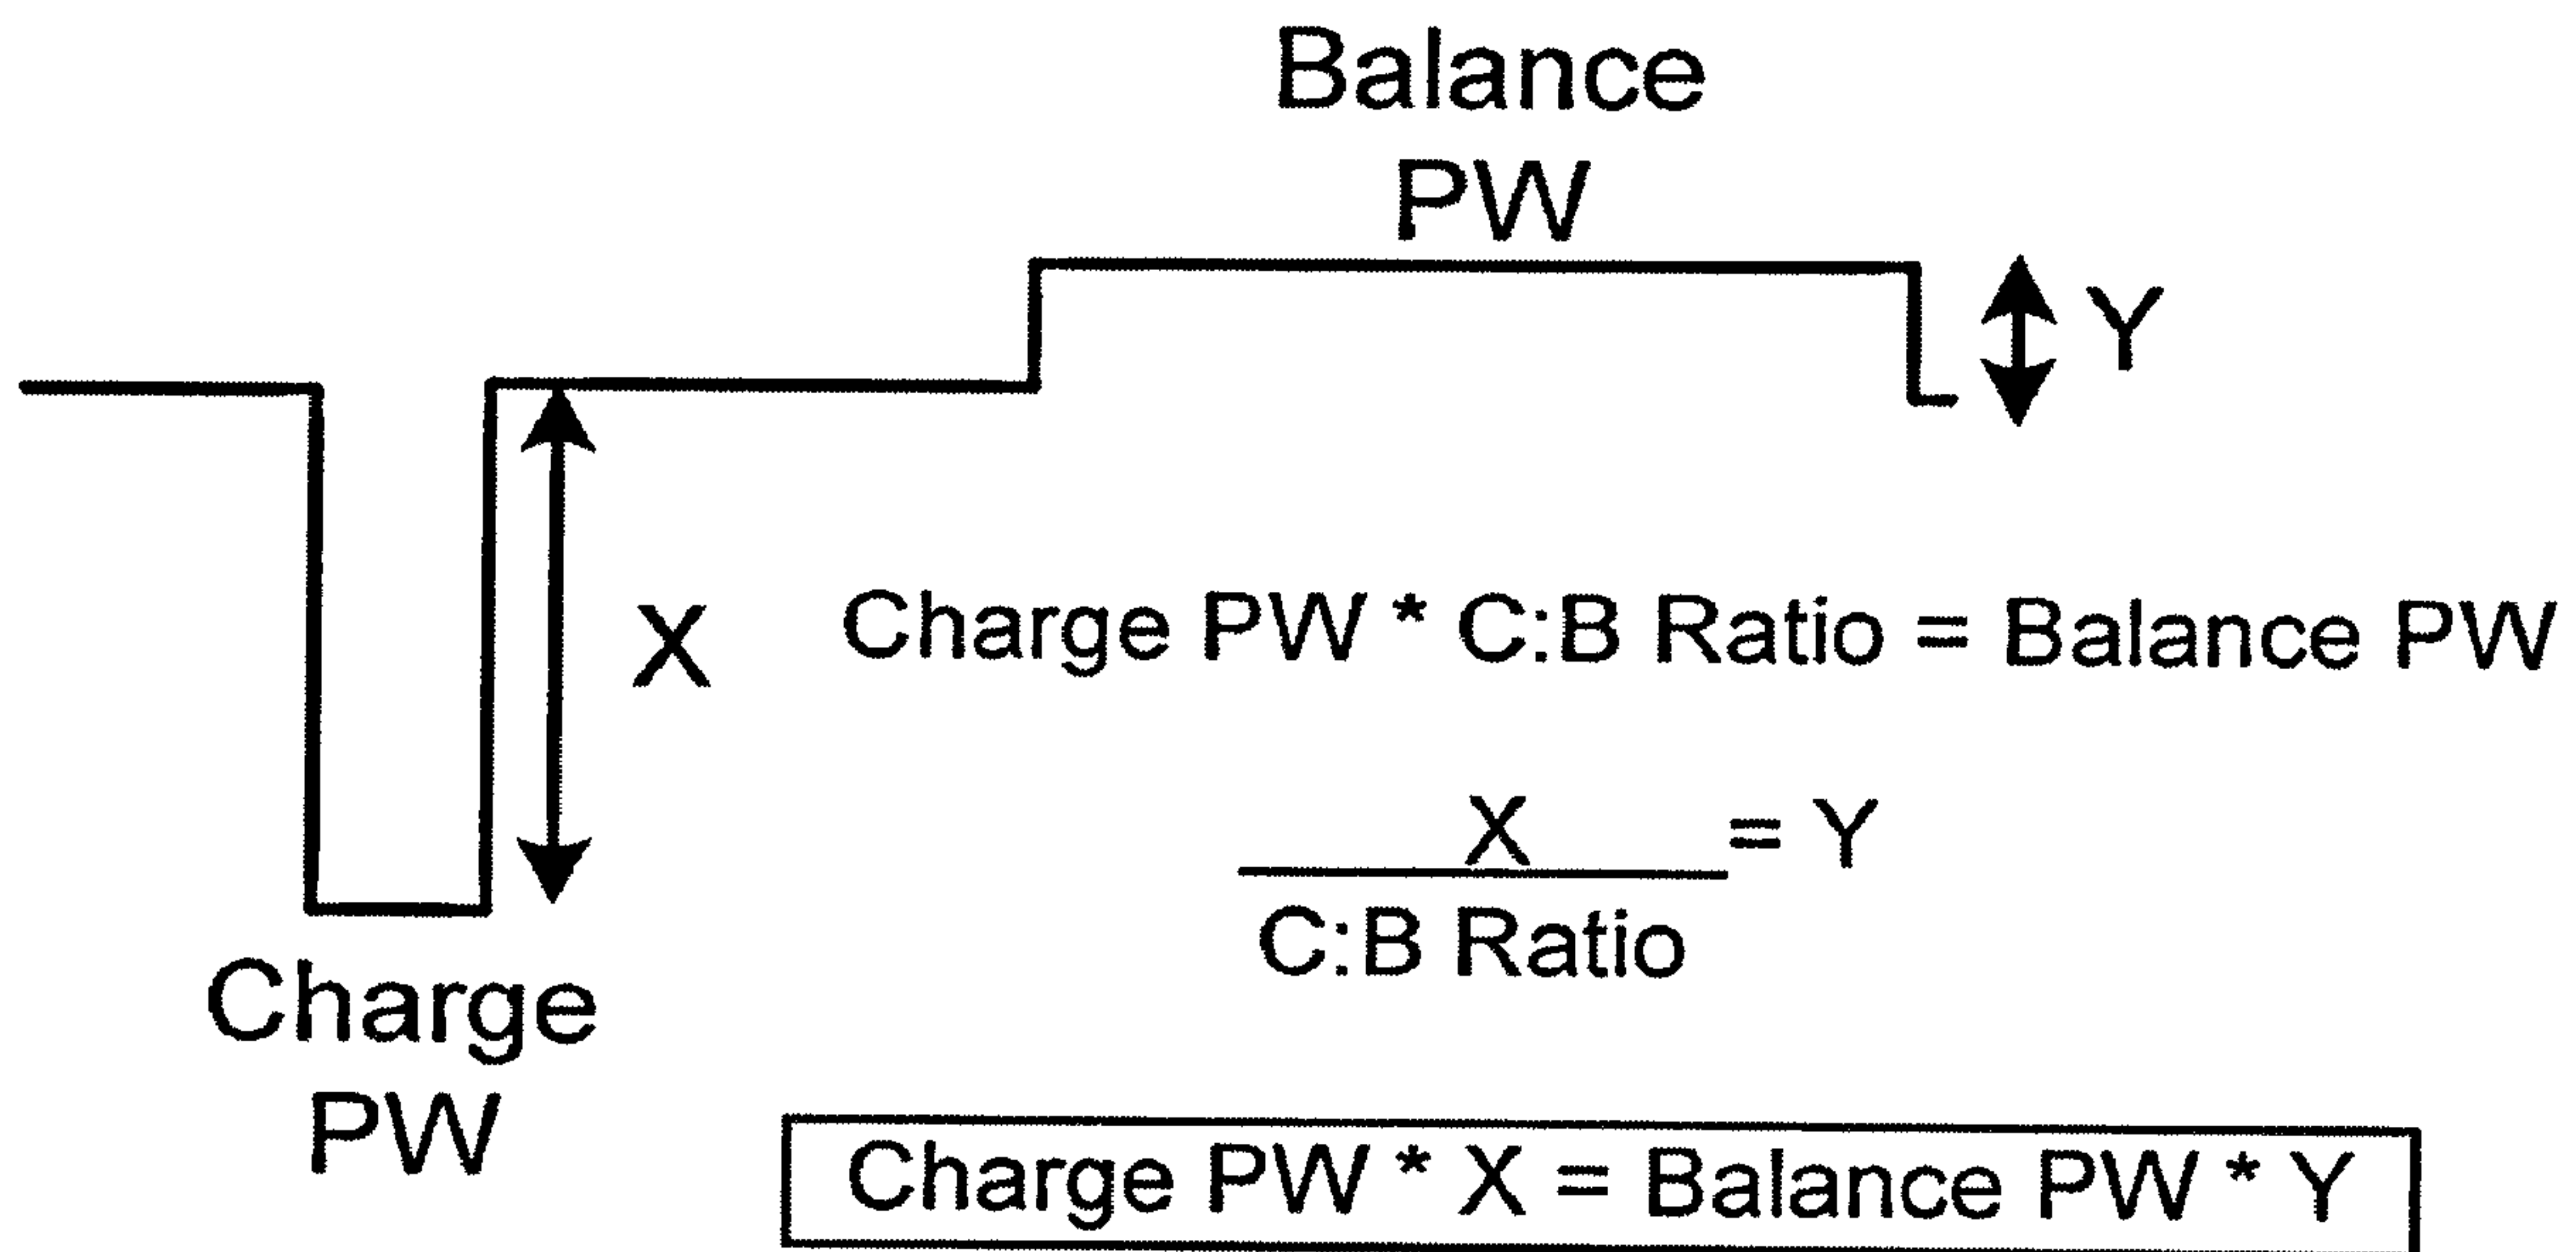 Balance
PW
Y
X
Charge PW * C:B Ratio = Balance PW
X = Y
C:B Ratio
Charge
PW
Charge PW * X = Balance PW * Y